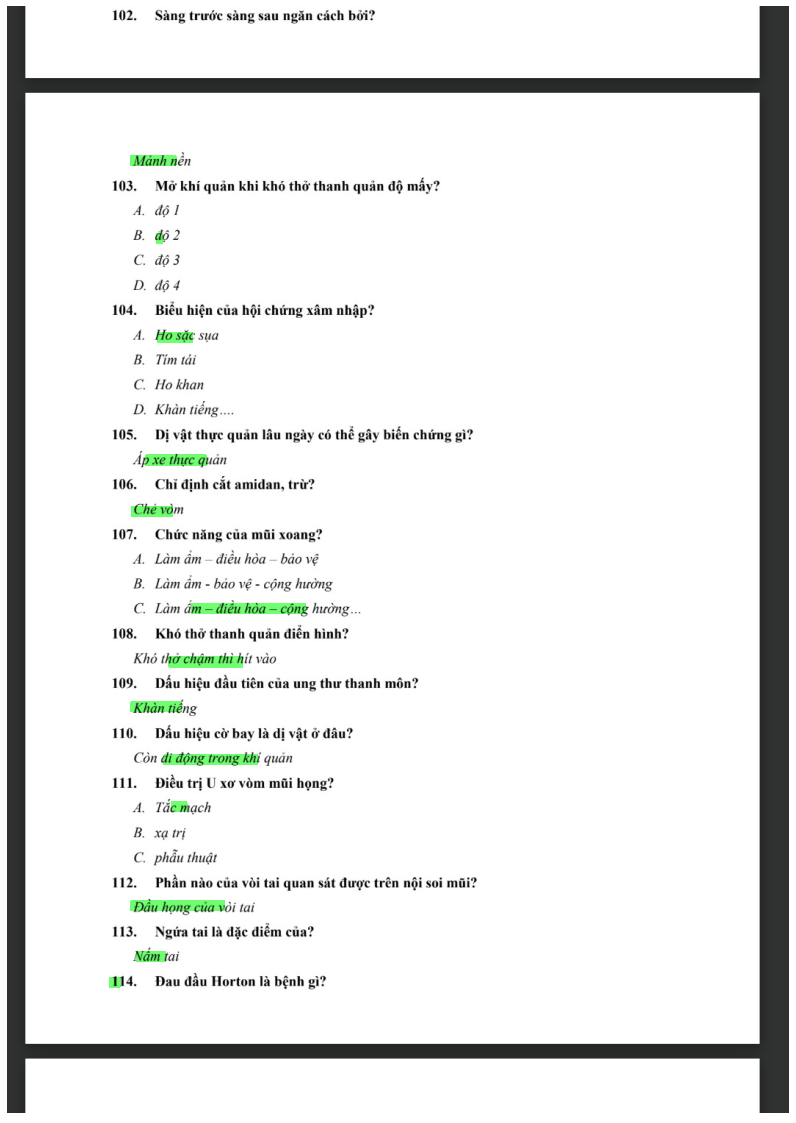 102. Sàng trước sàng sau ngăn cách bởi?
Mảnh nền
103. Mở khí quản khi khó thở thanh quản độ mấy?
A. độ 1
B. độ 2
C. độ 3
D. độ 4
104. Biểu hiện của hội chứng xâm nhập?
A. Ho sặc sụa
B. Tím tái
C. Ho khan
D. Khàn tiếng....
105. Dị vật thực quản lâu ngày có thể gây biến chứng gì?
Áp xe thực quản
106. Chỉ định cắt amidan, trừ?
Chẻ vòm
107. Chức năng của mũi xoang?
A. Làm ẩm – điều hòa – bảo vệ
B. Làm ẩm - bảo vệ - cộng hưởng
C. Làm ẩm – điều hòa – cộng hưởng…
108. Khó thở thanh quản điển hình?
Khó thở chậm thì hít vào
109. Dấu hiệu đầu tiên của ung thư thanh môn?
Khàn tiếng
110. Dấu hiệu cờ bay là dị vật ở đâu?
Còn di động trong khí quản
111. Điều trị U xơ vòm mũi họng?
A. Tắc mạch
B. xạ trị
C. phẫu thuật
112. Phần nào của vòi tai quan sát được trên nội soi mũi?
Đầu họng của vòi tai
113. Ngứa tai là đặc điểm của?
Nấm tai
114. Đau đầu Horton là bệnh gì?